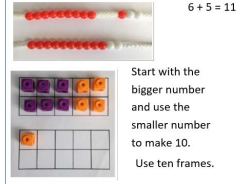 6 + 5 = 11
Start with the
bigger number
and use the
smaller number
to make 10.
Use ten frames.